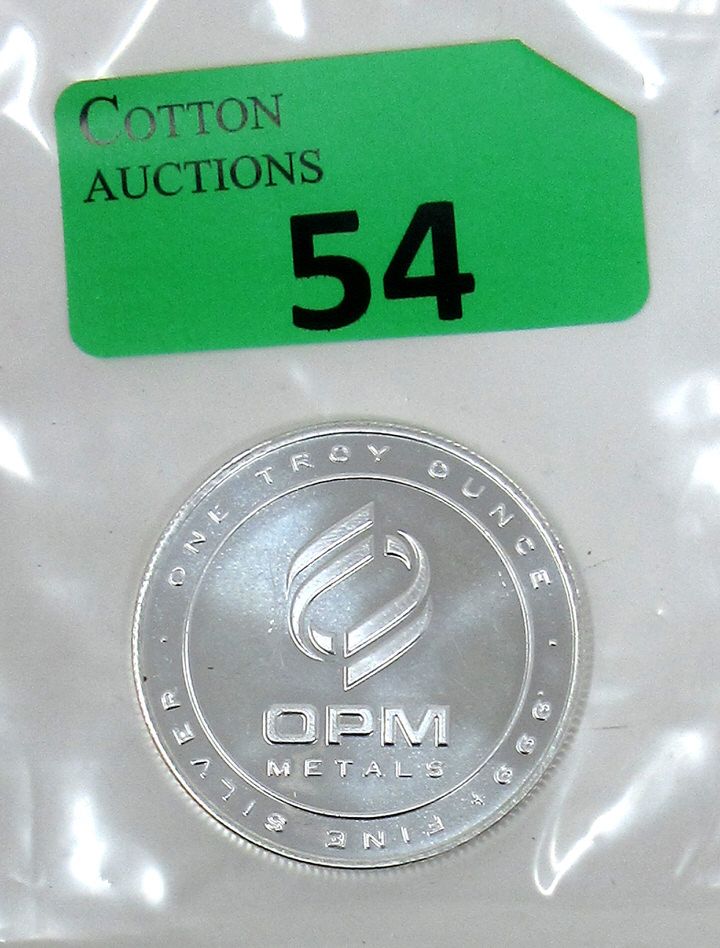 COTTON
AUCTIONS
54
ONE TROY OUNCE · .999+ FINE SILVER ·
OPM
METALS